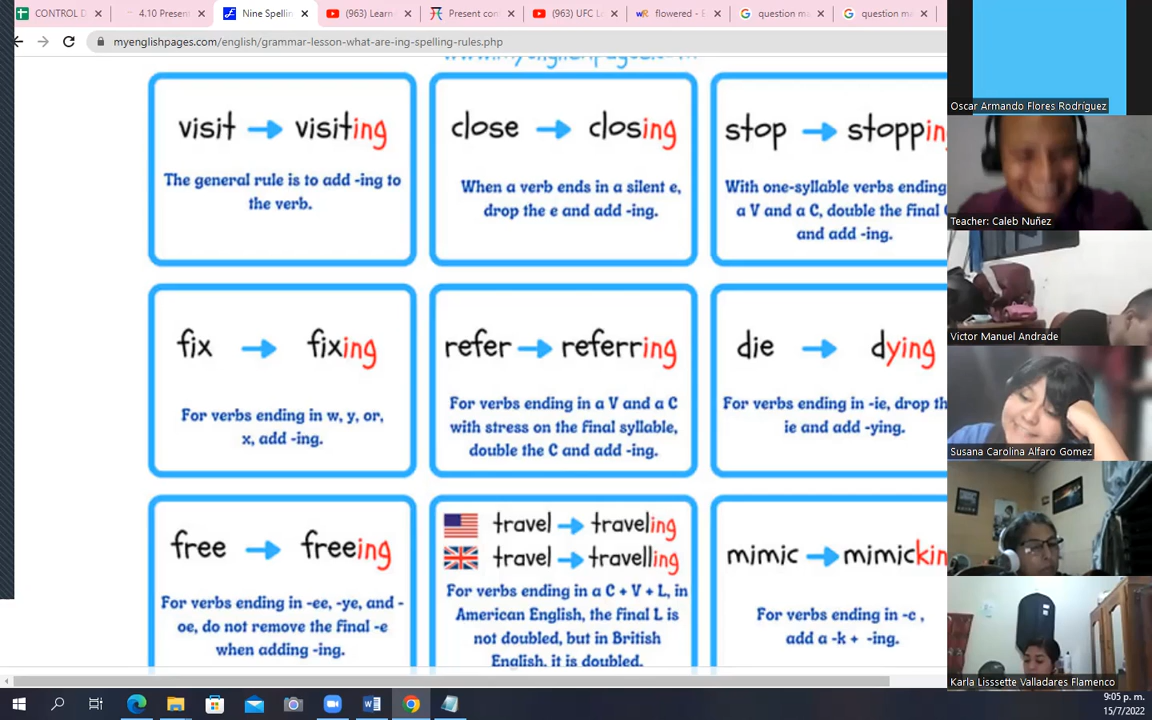 CONTROL D
4.10 Present
Nine Spellin
(963) Learn
Present con
(963) UFC L
flowered - E
question ma
question ma
myenglishpages.com/english/grammar-lesson-what-are-ing-spelling-rules.php
visit visiting
The general rule is to add -ing to
the verb.
close closing
When a verb ends in a silent e,
drop the e and add -ing.
stop stoppin
With one-syllable verbs ending
a V and a C, double the final C
and add -ing.
fix fixing
For verbs ending in w, y, or,
x, add -ing.
refer referring
For verbs ending in a V and a C
with stress on the final syllable,
double the C and add -ing.
die dying
For verbs ending in -ie, drop th
ie and add -ying.
free freeing
For verbs ending in -ee, -ye, and -
oe, do not remove the final -e
when adding -ing.
travel traveling
travel travelling
For verbs ending in a C + V + L, in
American English, the final L is
not doubled, but in British
English, it is doubled.
mimic mimickin
For verbs ending in -c ,
add a -k + -ing.
Oscar Armando Flores Rodríguez
Teacher: Caleb Nuñez
Victor Manuel Andrade
Susana Carolina Alfaro Gomez
Karla Lisssette Valladares Flamenco
9:05 p. m.
15/7/2022